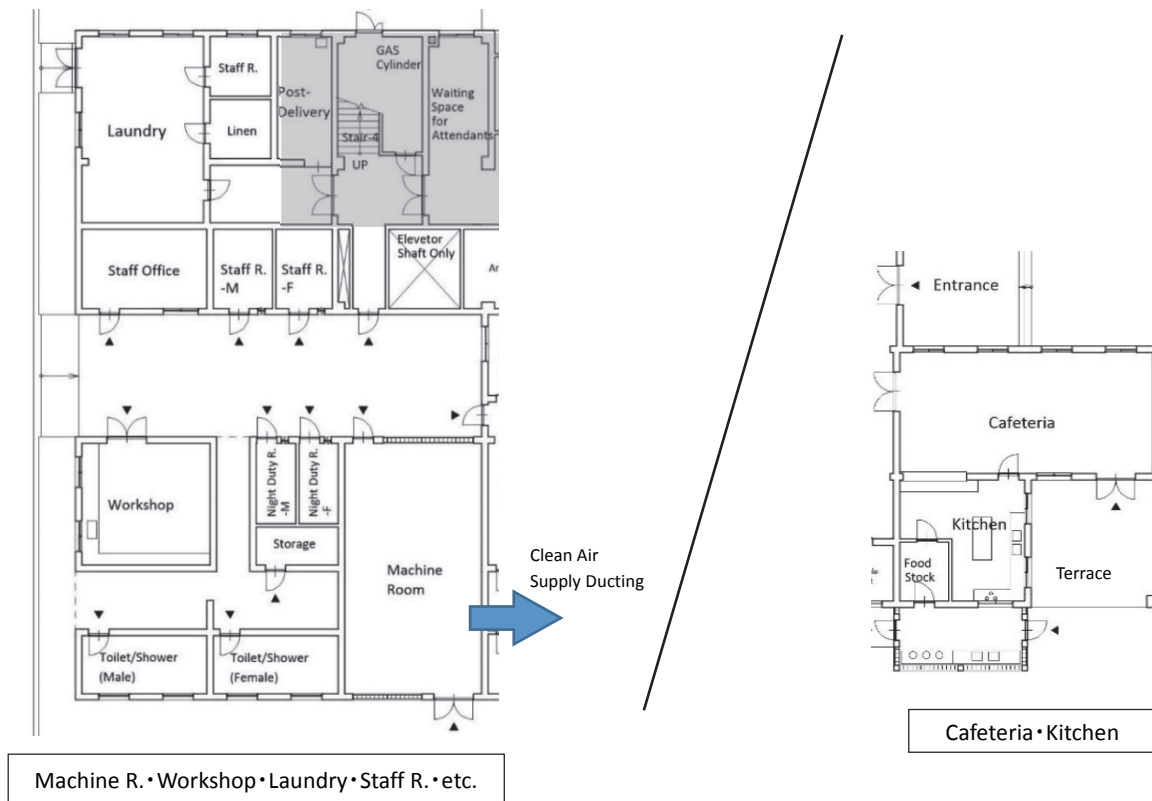 GAS
Cylinder
Staff R.
Post-
Delivery
Waiting
Space
for
Attendants
Laundry
Linen
Stair-4
UP
Elevetor
Shaft Only
Staff Office
Staff R.
-M
Staff R.
-F
Workshop
Night Duty R.
-M
Night Duty R.
-F
Storage
Machine
Room
Toilet/Shower
(Male)
Toilet/Shower
(Female)
Clean Air
Supply Ducting
Machine R.・Workshop・Laundry・Staff R.・etc.
Entrance
Cafeteria
Kitchen
Food
Stock
Terrace
Cafeteria・Kitchen